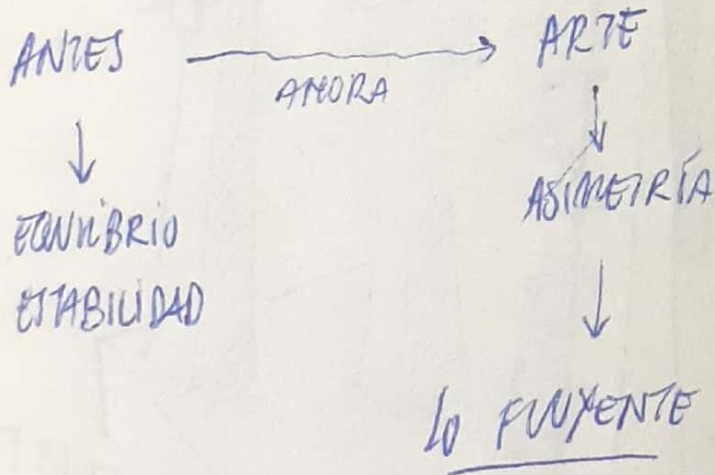 ANTES
ARTE
AHORA
ASIMETRÍA
EQUILIBRIO
ESTABILIDAD
lo FLUYENTE